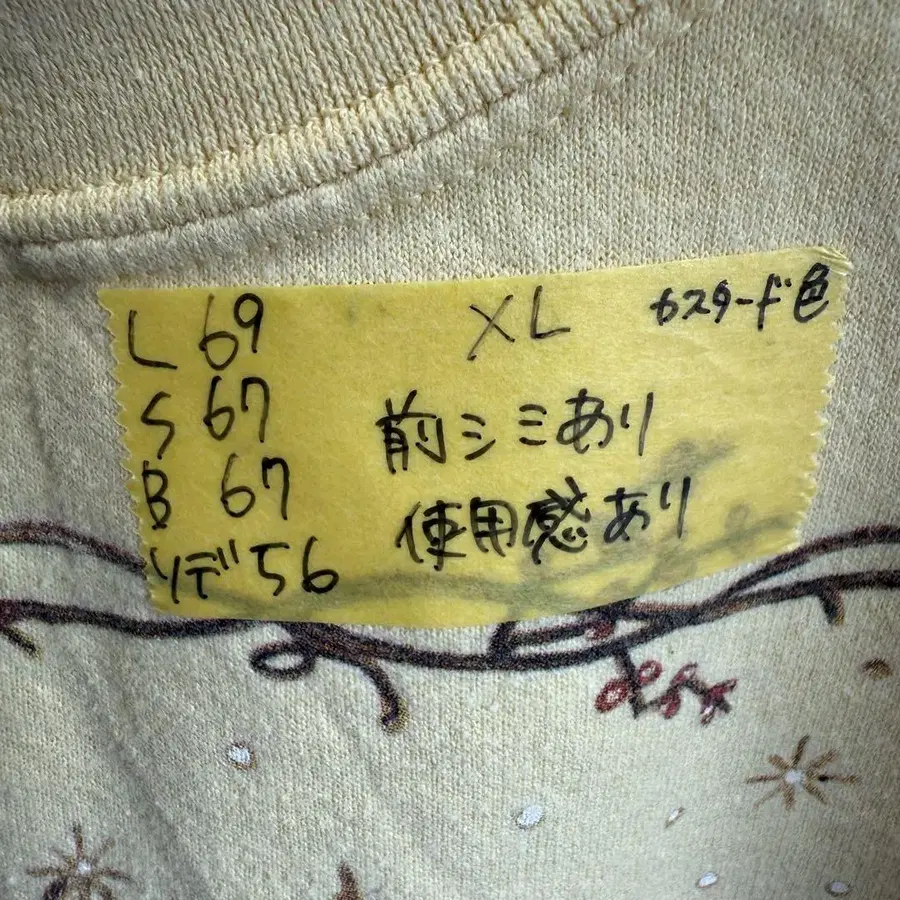 L 69 XL カスタード色
S 67 前シミあり
B 67 使用感あり
ソデ 56